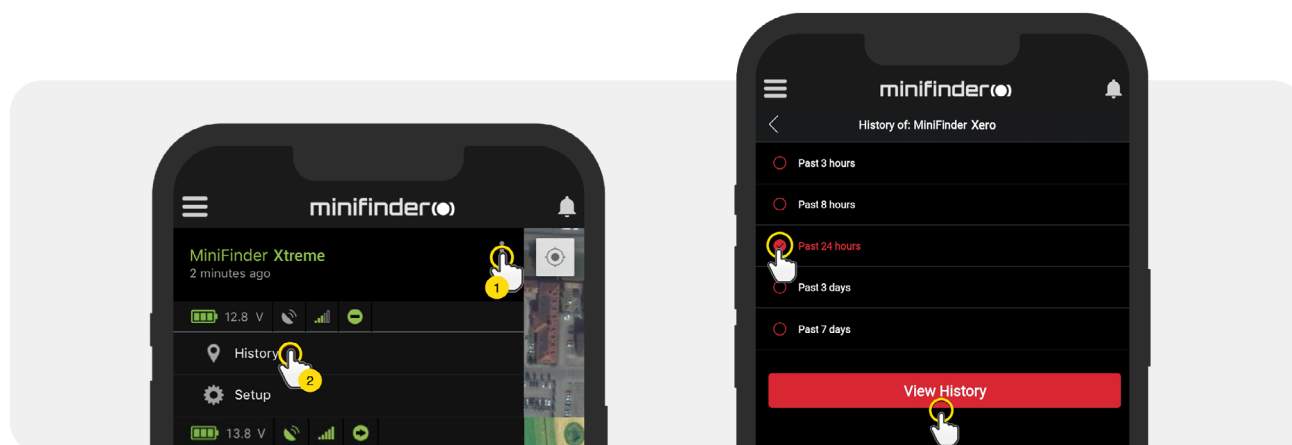 minifinder
MiniFinder Xtreme
2 minutes ago
1
12.8 V
History
2
Setup
13.8 V
minifinder
History of: MiniFinder Xero
Past 3 hours
Past 8 hours
Past 24 hours
Past 3 days
Past 7 days
View History